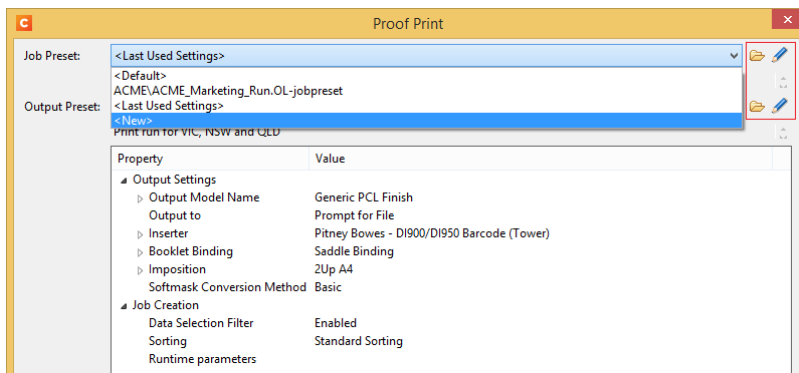 C
Proof Print
Job Preset: <Last Used Settings>
<Default>
ACME\ACME_Marketing_Run.OL-jobpreset
Output Preset: <Last Used Settings>
<New>
Print run for VIC, NSW and QLD
Property Value
Output Settings
Output Model Name Generic PCL Finish
Output to Prompt for File
Inserter Pitney Bowes - DI900/DI950 Barcode (Tower)
Booklet Binding Saddle Binding
Imposition 2Up A4
Softmask Conversion Method Basic
Job Creation
Data Selection Filter Enabled
Sorting Standard Sorting
Runtime parameters